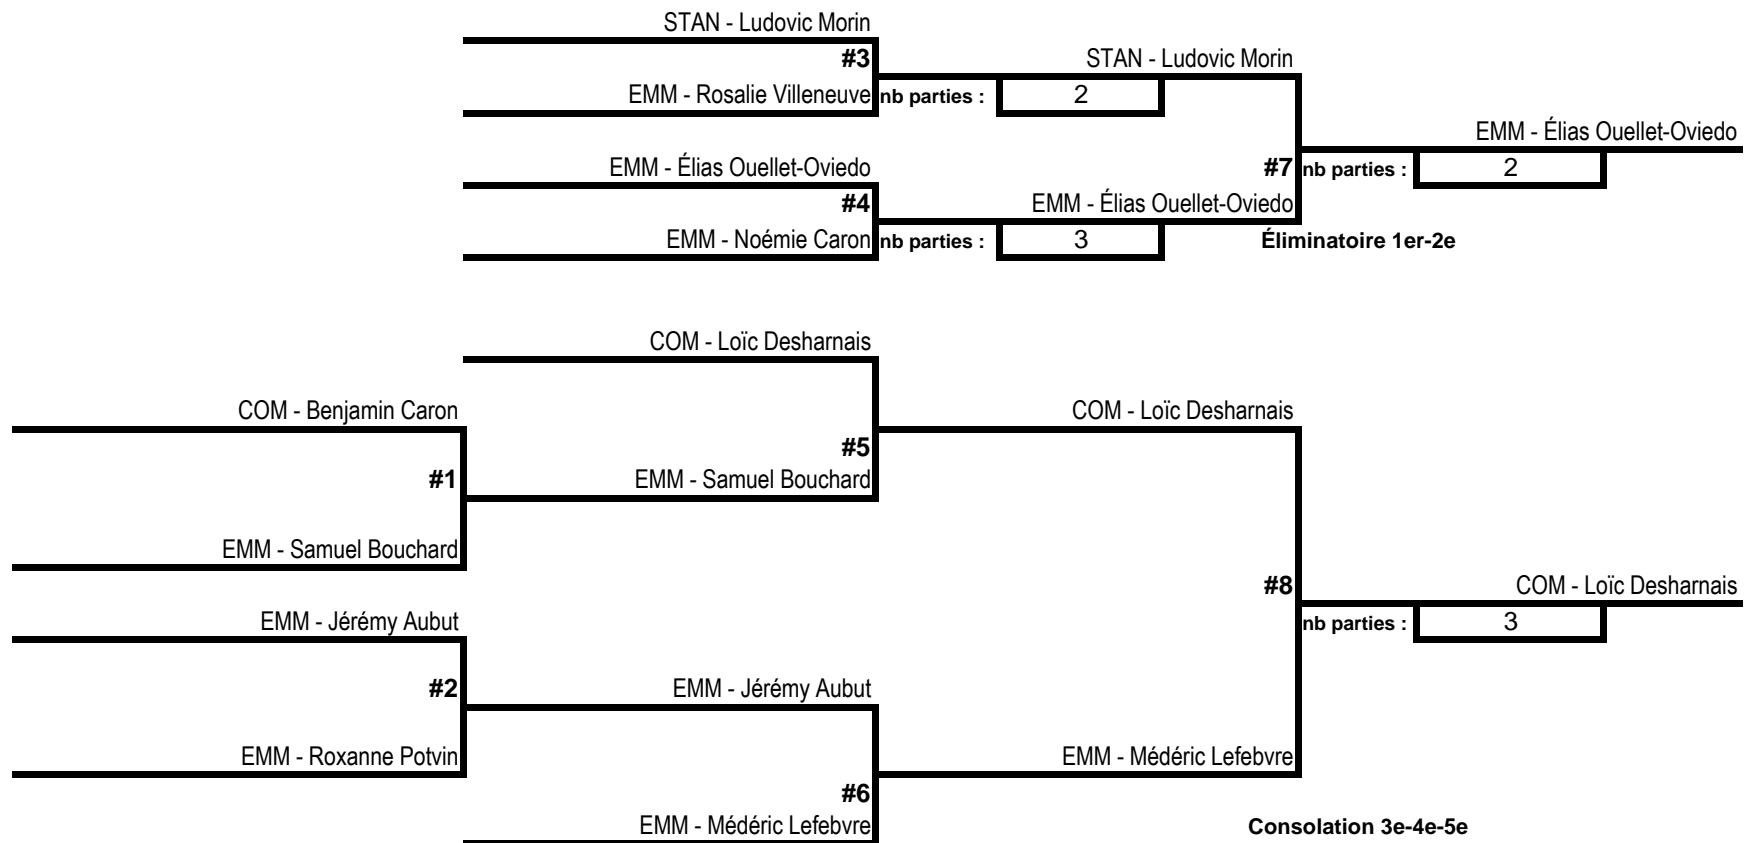 STAN - Ludovic Morin
#3
STAN - Ludovic Morin
EMM - Rosalie Villeneuve
nb parties :
2
EMM - Élias Ouellet-Oviedo
EMM - Élias Ouellet-Oviedo
#7
nb parties :
2
#4
EMM - Élias Ouellet-Oviedo
EMM - Noémie Caron
nb parties :
3
Éliminatoire 1er-2e
COM - Loïc Desharnais
COM - Benjamin Caron
COM - Loïc Desharnais
#5
#1
EMM - Samuel Bouchard
EMM - Samuel Bouchard
#8
COM - Loïc Desharnais
EMM - Jérémy Aubut
nb parties :
3
#2
EMM - Jérémy Aubut
EMM - Roxanne Potvin
EMM - Médéric Lefebvre
#6
EMM - Médéric Lefebvre
Consolation 3e-4e-5e